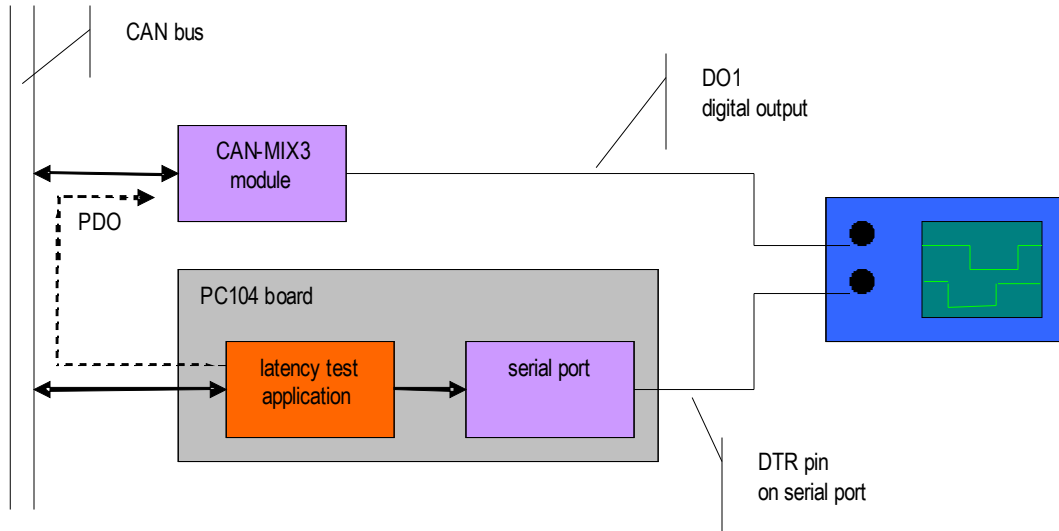 CAN bus
DO1
digital output
CAN-MIX3
module
PDO
PC104 board
latency test
application
serial port
DTR pin
on serial port